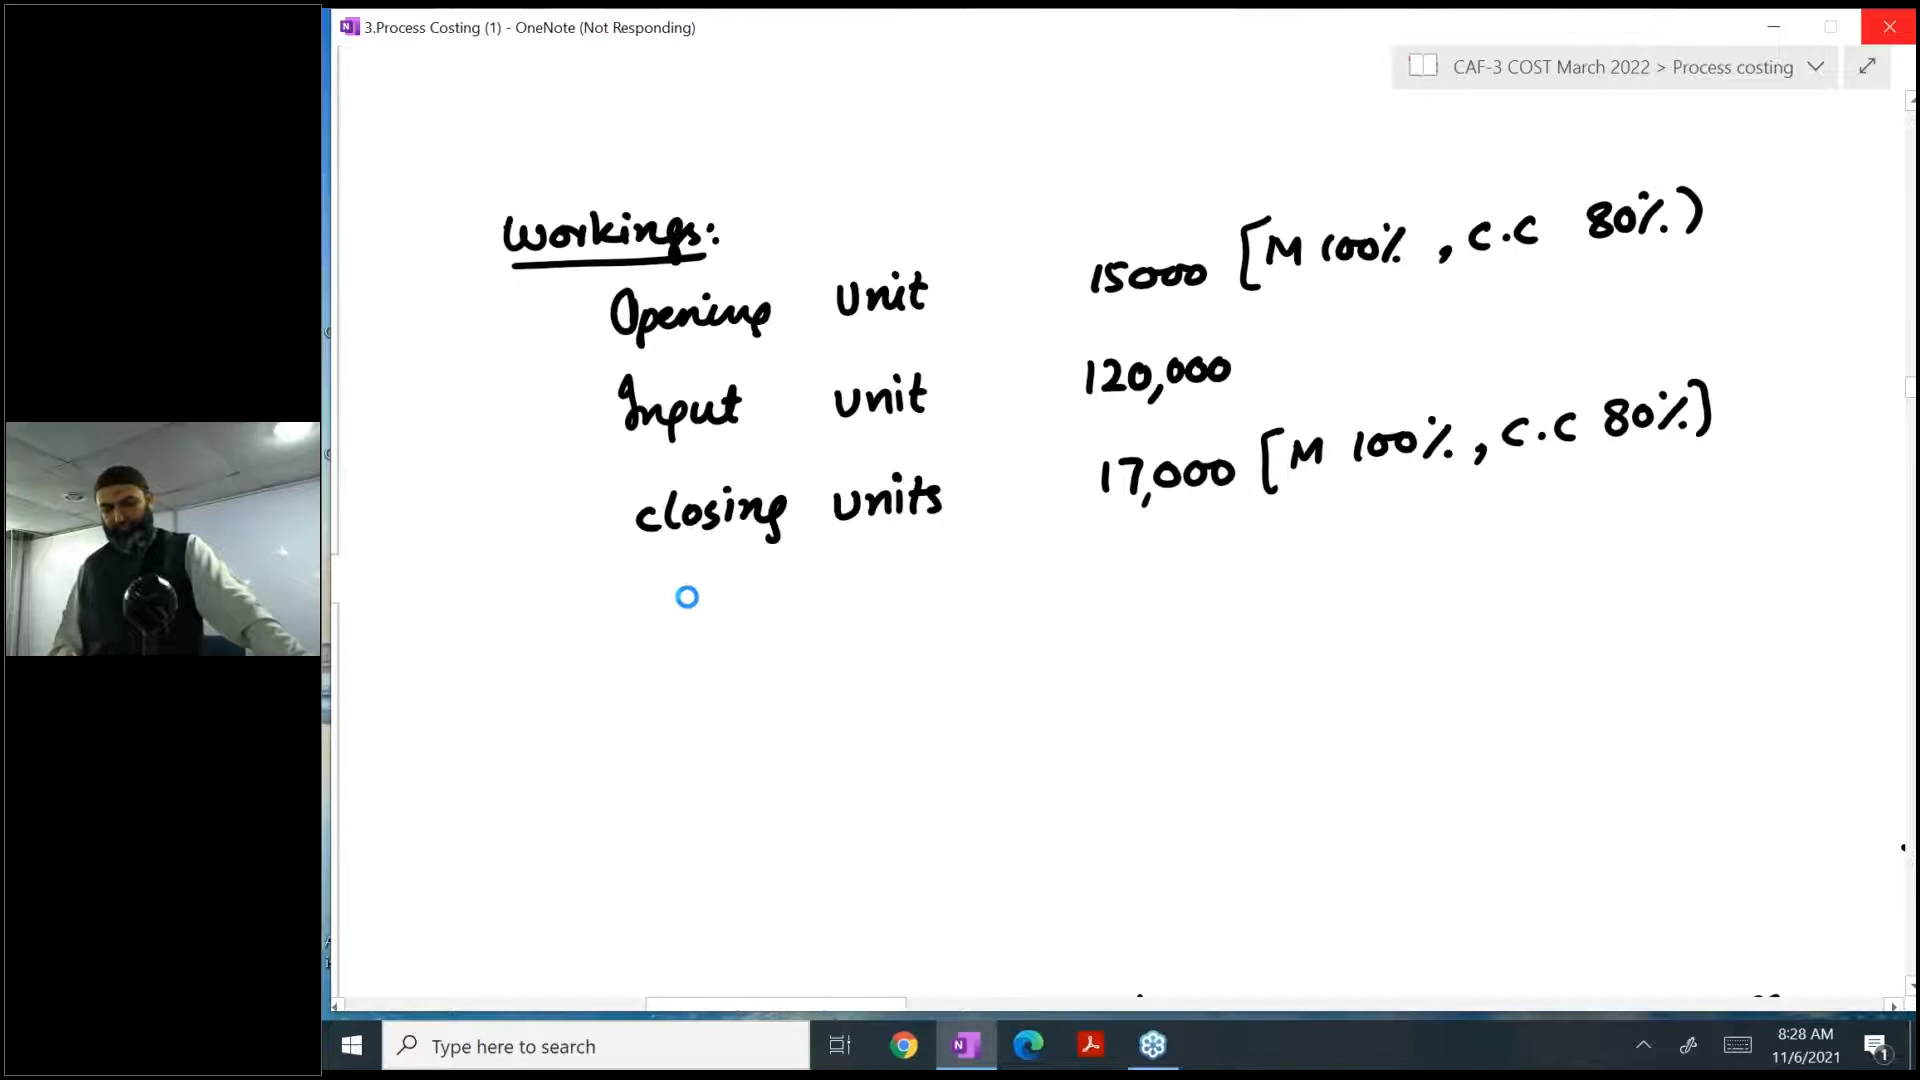 3.Process Costing (1) - OneNote (Not Responding)
CAF-3 COST March 2022 > Process costing
Workings:
Opening unit 15000 [M 100% , C.C 80%)
Input unit 120,000
closing units 17,000 [M 100% , C.C 80%]
Type here to search
8:28 AM
11/6/2021
1